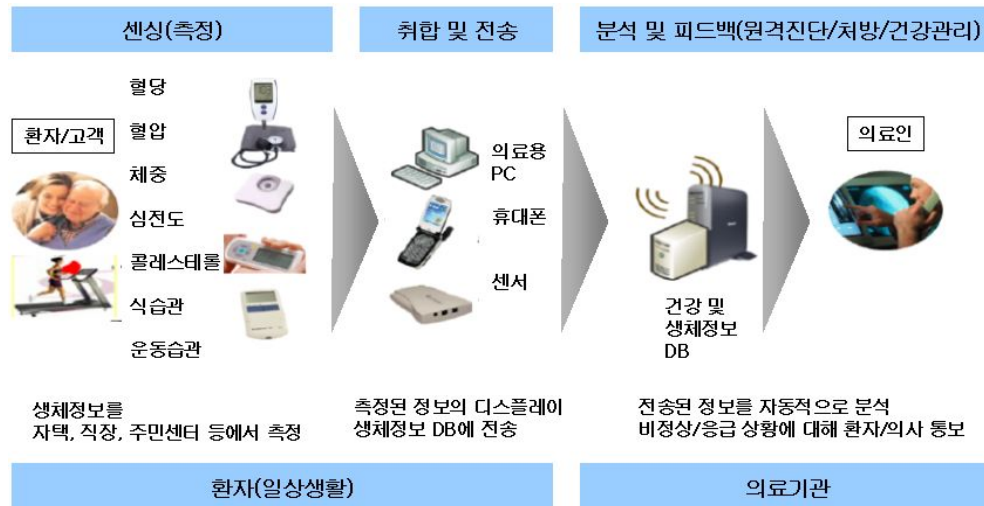 센싱(측정)
취합 및 전송
분석 및 피드백(원격진단/처방/건강관리)
환자/고객
혈당
혈압
체중
심전도
콜레스테롤
식습관
운동습관
의료용
PC
휴대폰
센서
건강 및
생체정보
DB
의료인
생체정보를
자택, 직장, 주민센터 등에서 측정
측정된 정보의 디스플레이
생체정보 DB에 전송
전송된 정보를 자동적으로 분석
비정상/응급 상황에 대해 환자/의사 통보
환자(일상생활)
의료기관